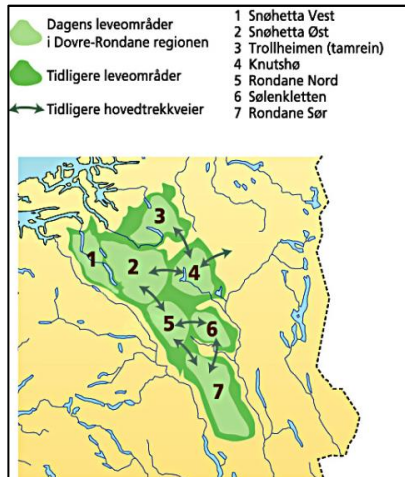 Dagens leveområder
i Dovre-Rondane regionen
Tidligere leveområder
Tidligere hovedtrekkveier
1 Snøhetta Vest
2 Snøhetta Øst
3 Trollheimen (tamrein)
4 Knutshø
5 Rondane Nord
6 Sølenkletten
7 Rondane Sør
3
1
2
4
5
6
7